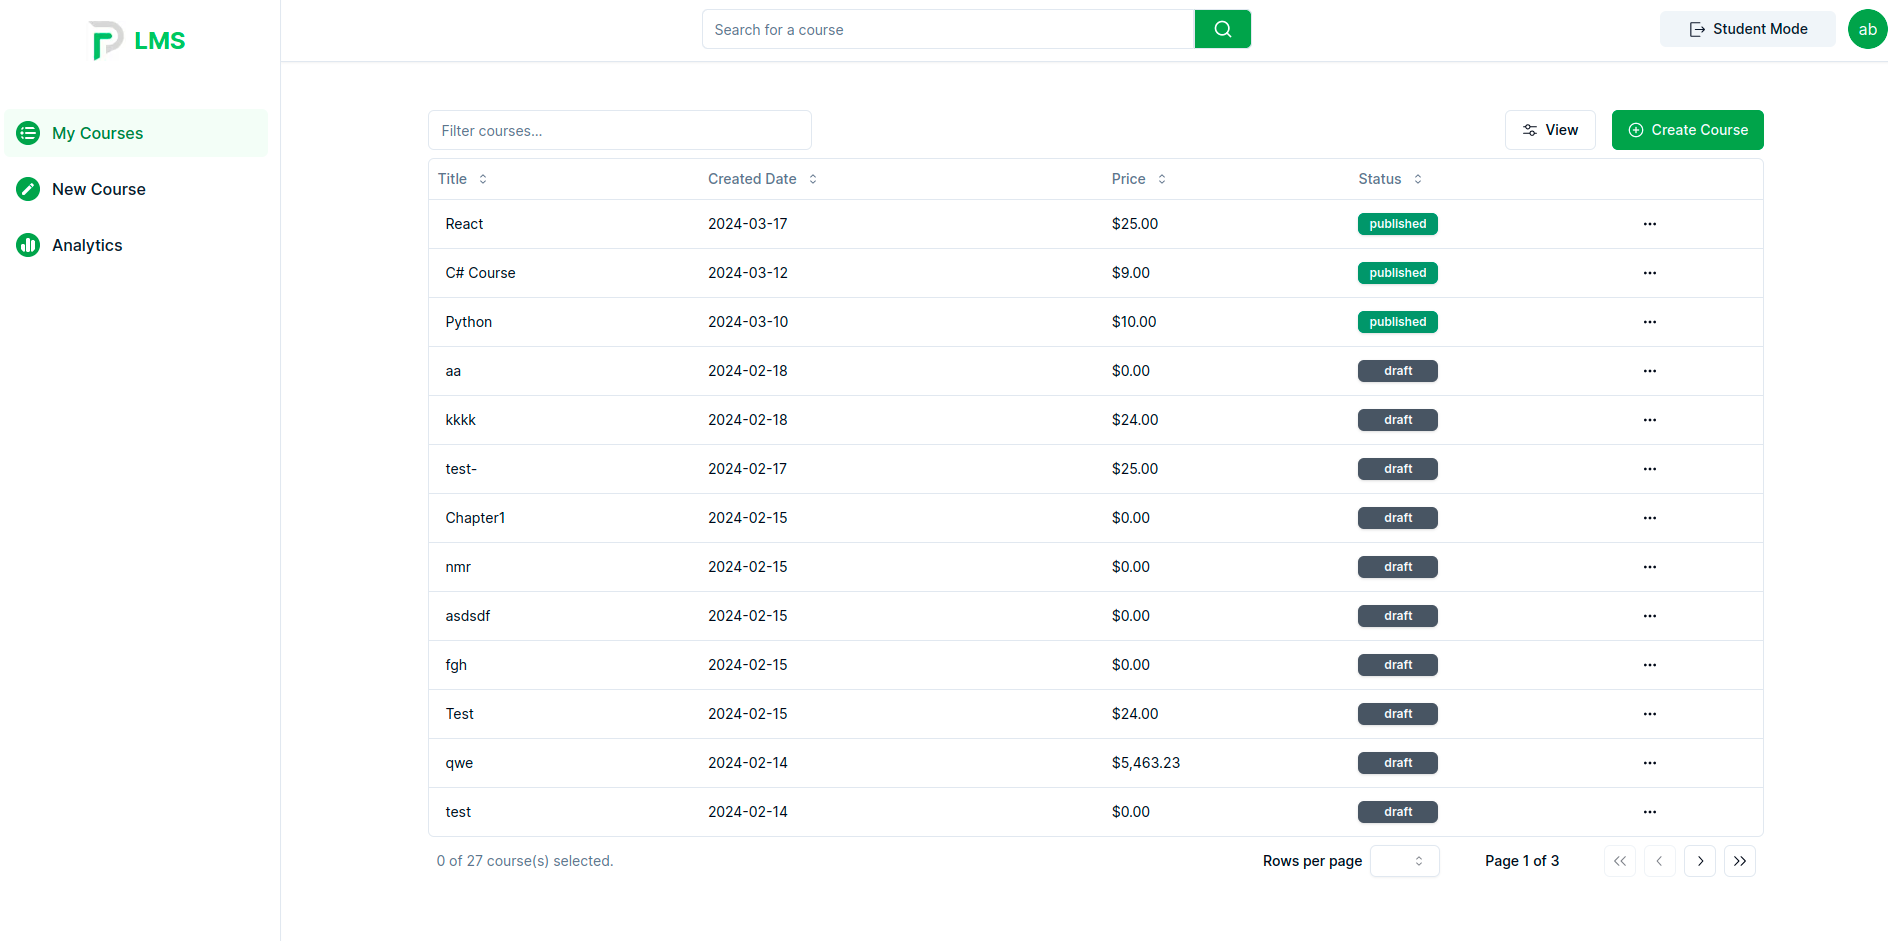 LMS
Search for a course
Student Mode
ab
My Courses
New Course
Analytics
Filter courses...
View
Create Course
Title Created Date Price Status
React 2024-03-17 $25.00 published
C# Course 2024-03-12 $9.00 published
Python 2024-03-10 $10.00 published
aa 2024-02-18 $0.00 draft
kkkk 2024-02-18 $24.00 draft
test- 2024-02-17 $25.00 draft
Chapter1 2024-02-15 $0.00 draft
nmr 2024-02-15 $0.00 draft
asdsdf 2024-02-15 $0.00 draft
fgh 2024-02-15 $0.00 draft
Test 2024-02-15 $24.00 draft
qwe 2024-02-14 $5,463.23 draft
test 2024-02-14 $0.00 draft
0 of 27 course(s) selected.
Rows per page
Page 1 of 3